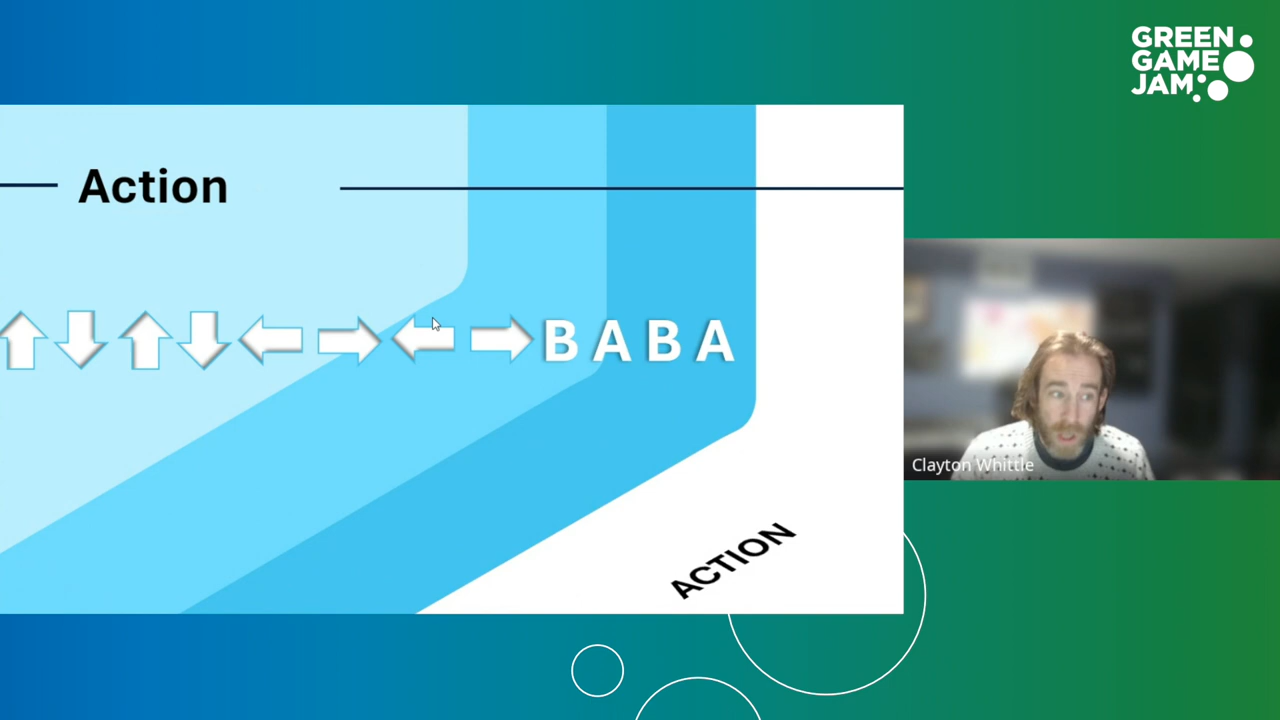 GREEN
GAME
JAM
Action
B A B A
Clayton Whittle
ACTION